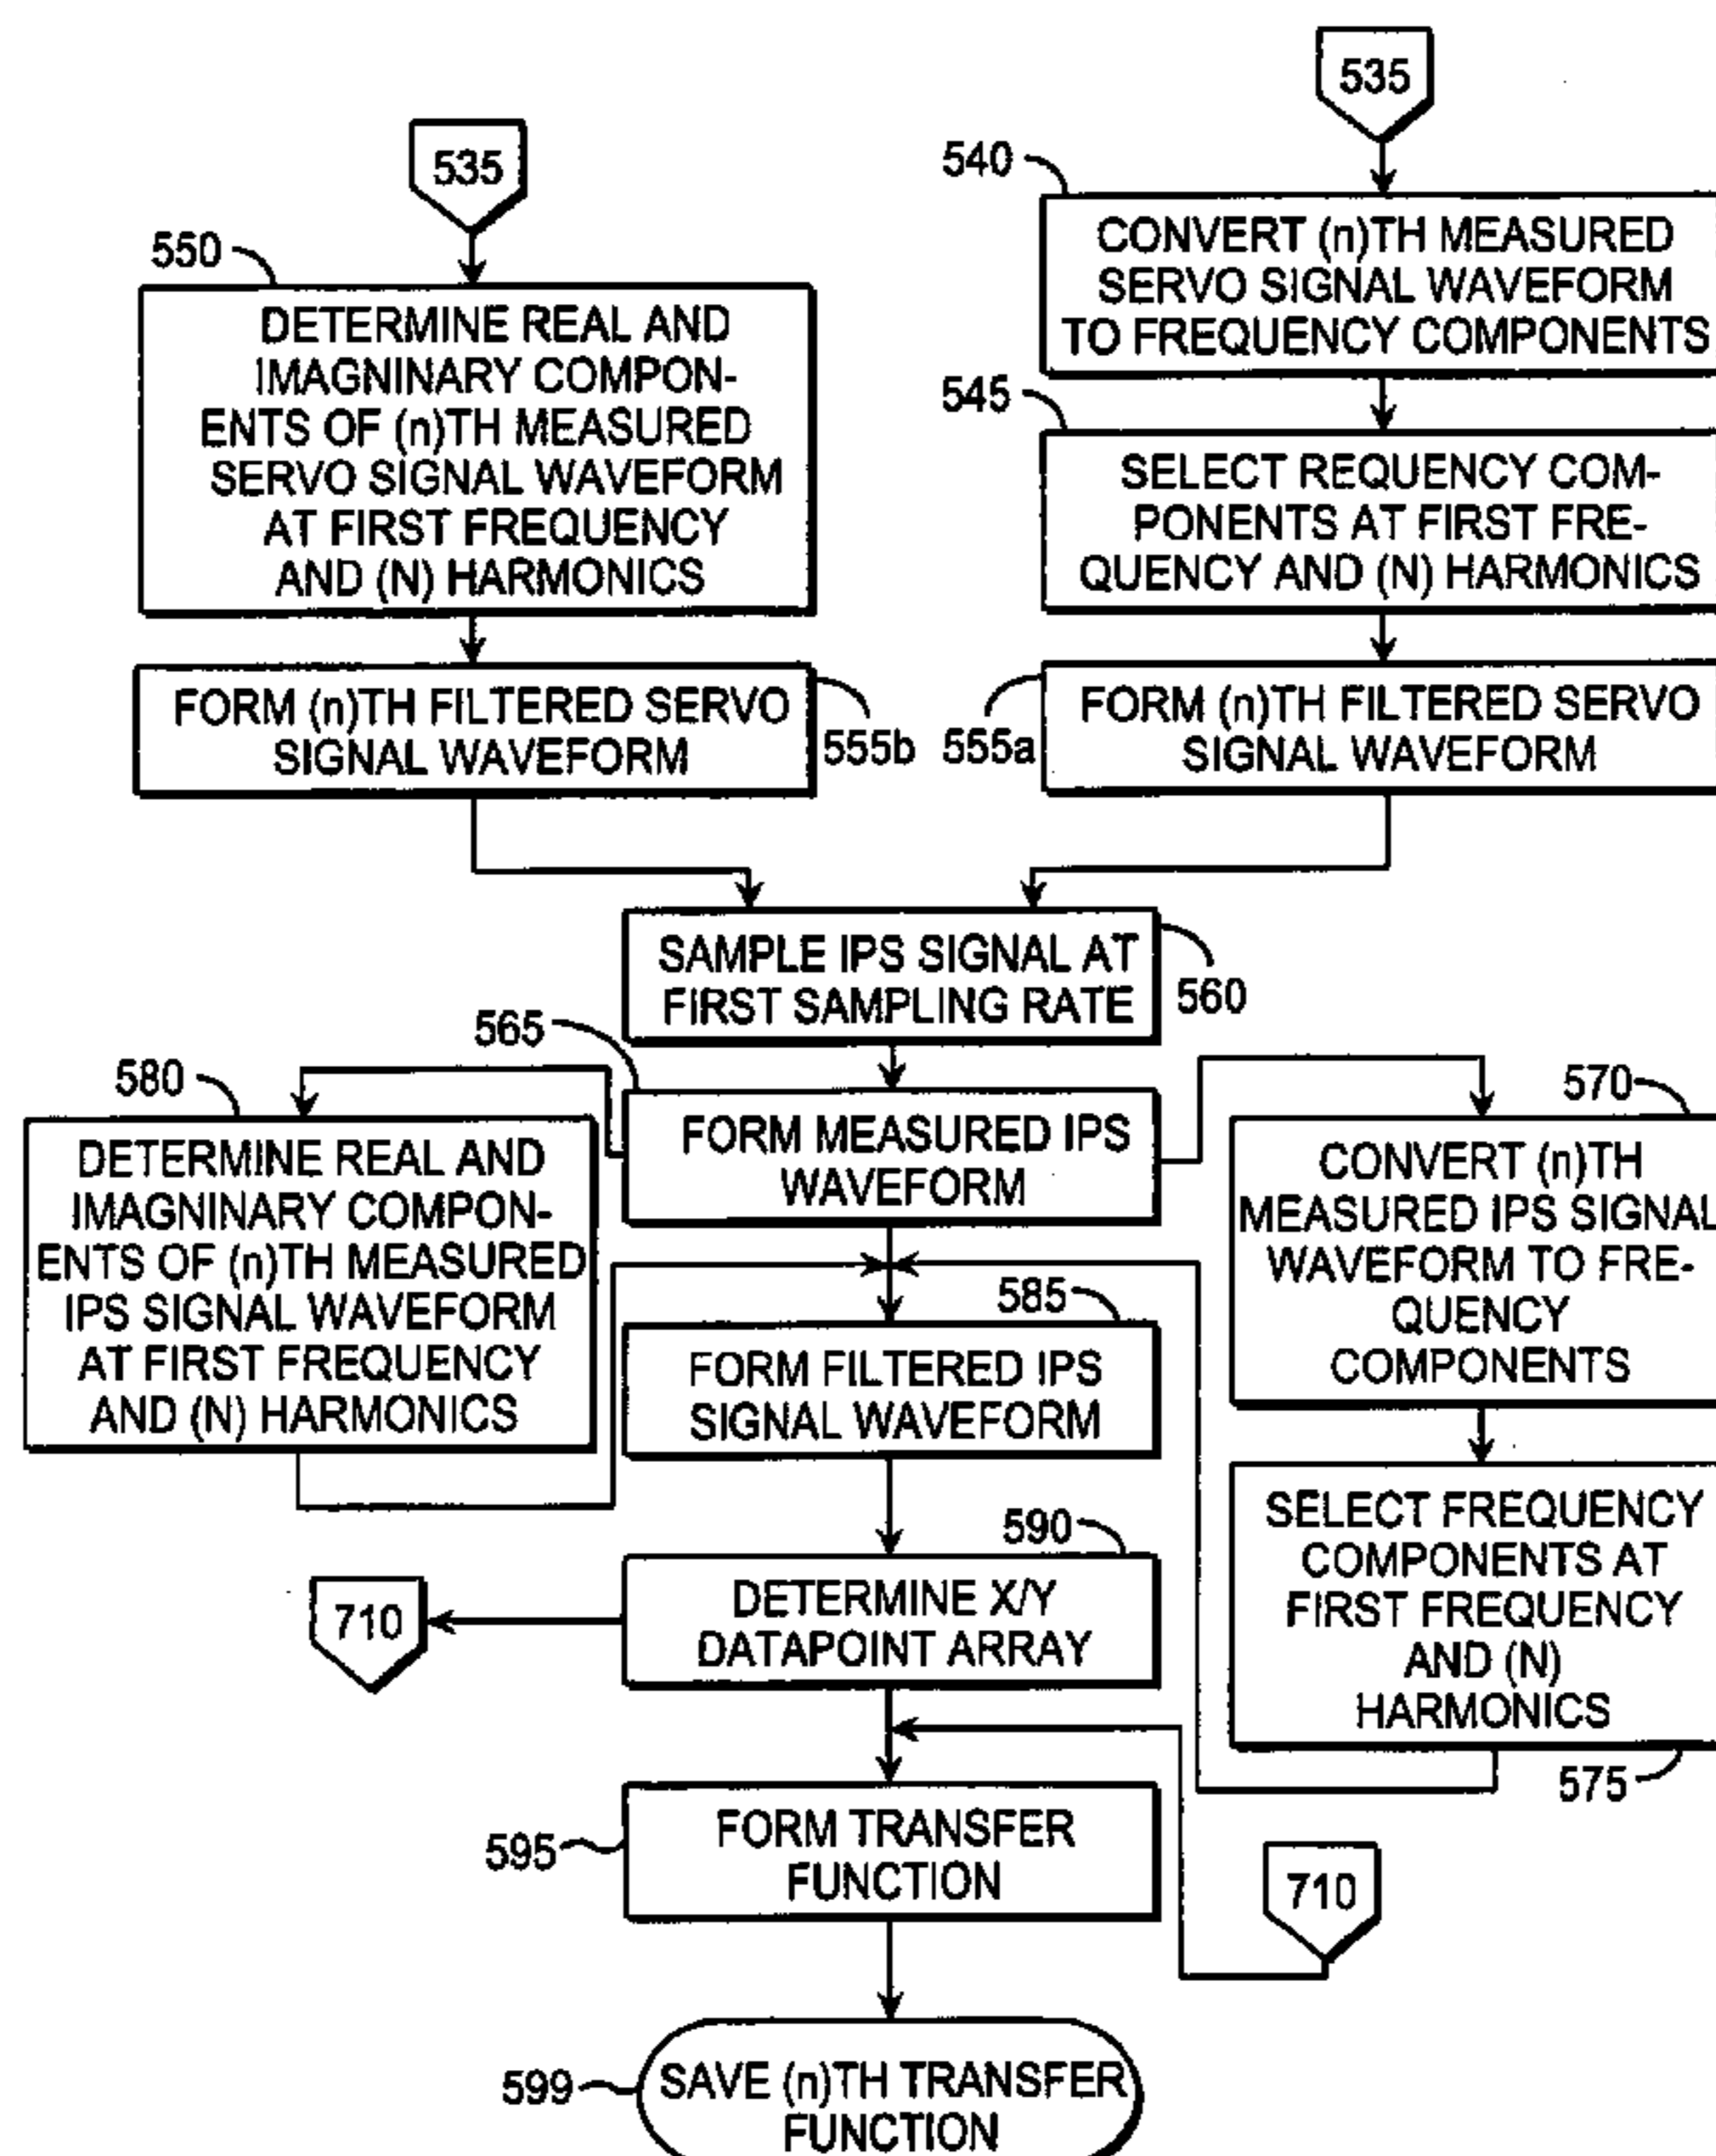 535
535
550
DETERMINE REAL AND
IMAGNINARY COMPON-
ENTS OF (n)TH MEASURED
SERVO SIGNAL WAVEFORM
AT FIRST FREQUENCY
AND (N) HARMONICS
540
CONVERT (n)TH MEASURED
SERVO SIGNAL WAVEFORM
TO FREQUENCY COMPONENTS
545
SELECT REQUENCY COM-
PONENTS AT FIRST FRE-
QUENCY AND (N) HARMONICS
FORM (n)TH FILTERED SERVO
SIGNAL WAVEFORM
555b
555a
FORM (n)TH FILTERED SERVO
SIGNAL WAVEFORM
SAMPLE IPS SIGNAL AT
FIRST SAMPLING RATE
560
565
FORM MEASURED IPS
WAVEFORM
580
DETERMINE REAL AND
IMAGNINARY COMPON-
ENTS OF (n)TH MEASURED
IPS SIGNAL WAVEFORM
AT FIRST FREQUENCY
AND (N) HARMONICS
570
CONVERT (n)TH
MEASURED IPS SIGNAL
WAVEFORM TO FRE-
QUENCY
COMPONENTS
585
FORM FILTERED IPS
SIGNAL WAVEFORM
SELECT FREQUENCY
COMPONENTS AT
FIRST FREQUENCY
AND (N)
HARMONICS
575
590
DETERMINE X/Y
DATAPOINT ARRAY
710
595
FORM TRANSFER
FUNCTION
710
599
SAVE (n)TH TRANSFER
FUNCTION